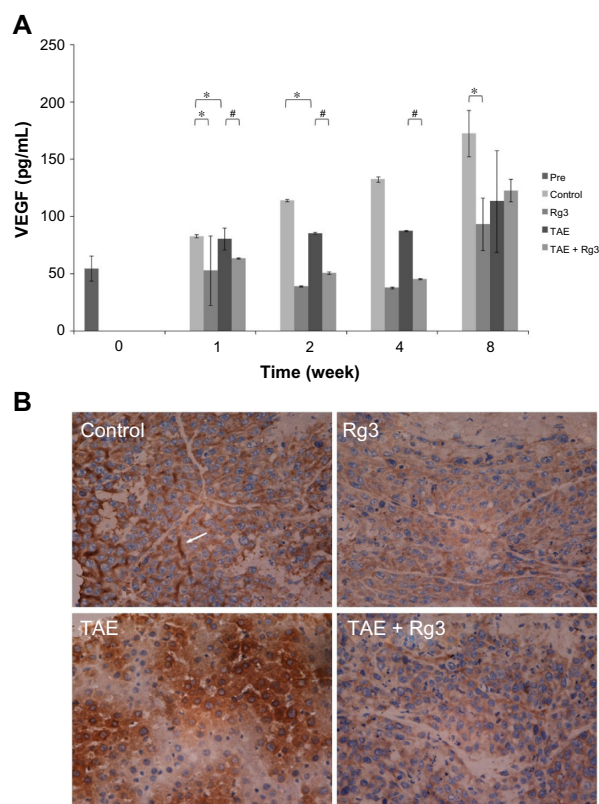 A
250
200
150
100
50
0
VEGF (pg/mL)
* * # * # # *
0 1 2 4 8
Time (week)
Pre
Control
Rg3
TAE
TAE + Rg3
B
Control
Rg3
TAE
TAE + Rg3